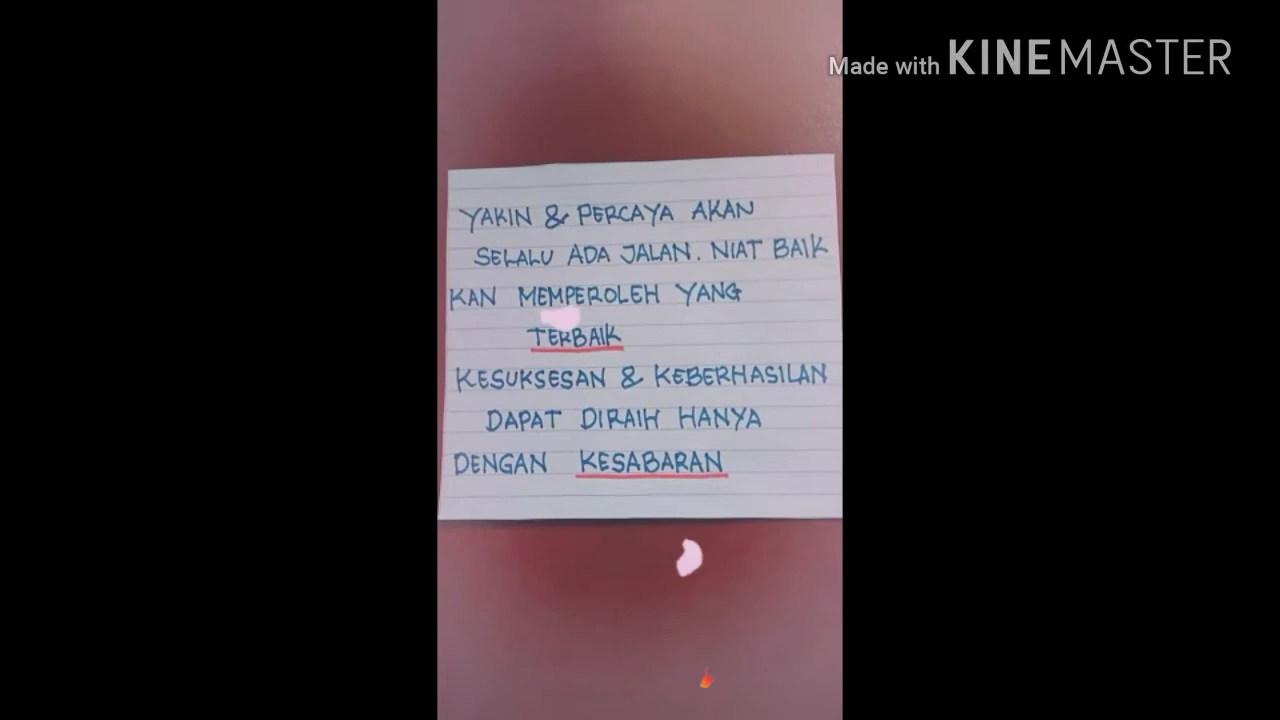 Made with KINEMASTER
YAKIN & PERCAYA AKAN
SELALU ADA JALAN. NIAT BAIK
KAN MEMPEROLEH YANG
TERBAIK
KESUKSESAN & KEBERHASILAN
DAPAT DIRAIH HANYA
DENGAN KESABARAN